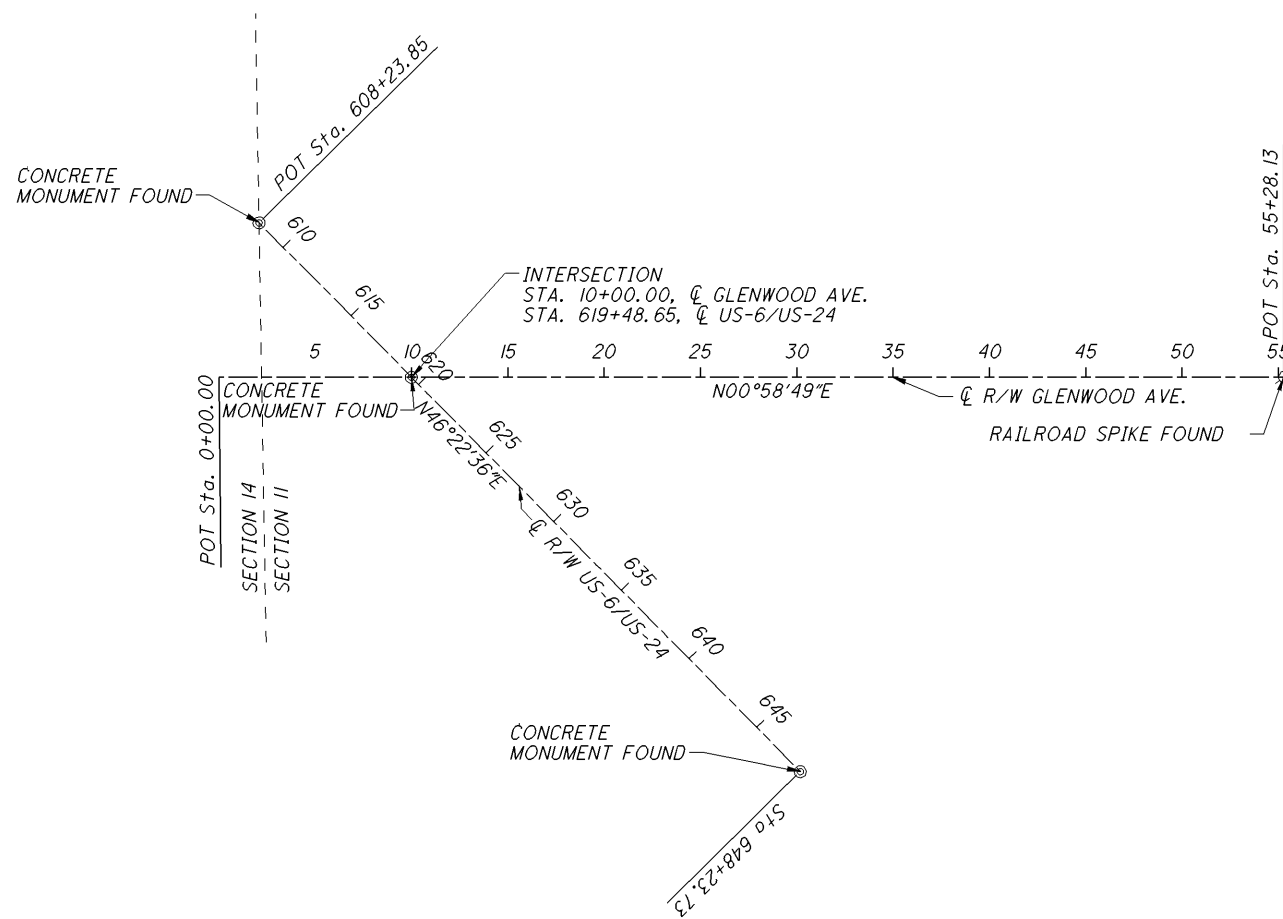 POT Sta. 608+23.85
CONCRETE
MONUMENT FOUND
610
615
INTERSECTION
STA. 10+00.00, ℄ GLENWOOD AVE.
STA. 619+48.65, ℄ US-6/US-24
POT Sta. 55+28.13
5
10
15
20
25
30
35
40
45
50
55
620
POT Sta. 0+00.00
CONCRETE
MONUMENT FOUND
N00°58'49"E
℄ R/W GLENWOOD AVE.
RAILROAD SPIKE FOUND
N46°22'36"E
625
SECTION 14
SECTION 11
630
℄ R/W US-6/US-24
635
640
645
CONCRETE
MONUMENT FOUND
Sta 648+23.73